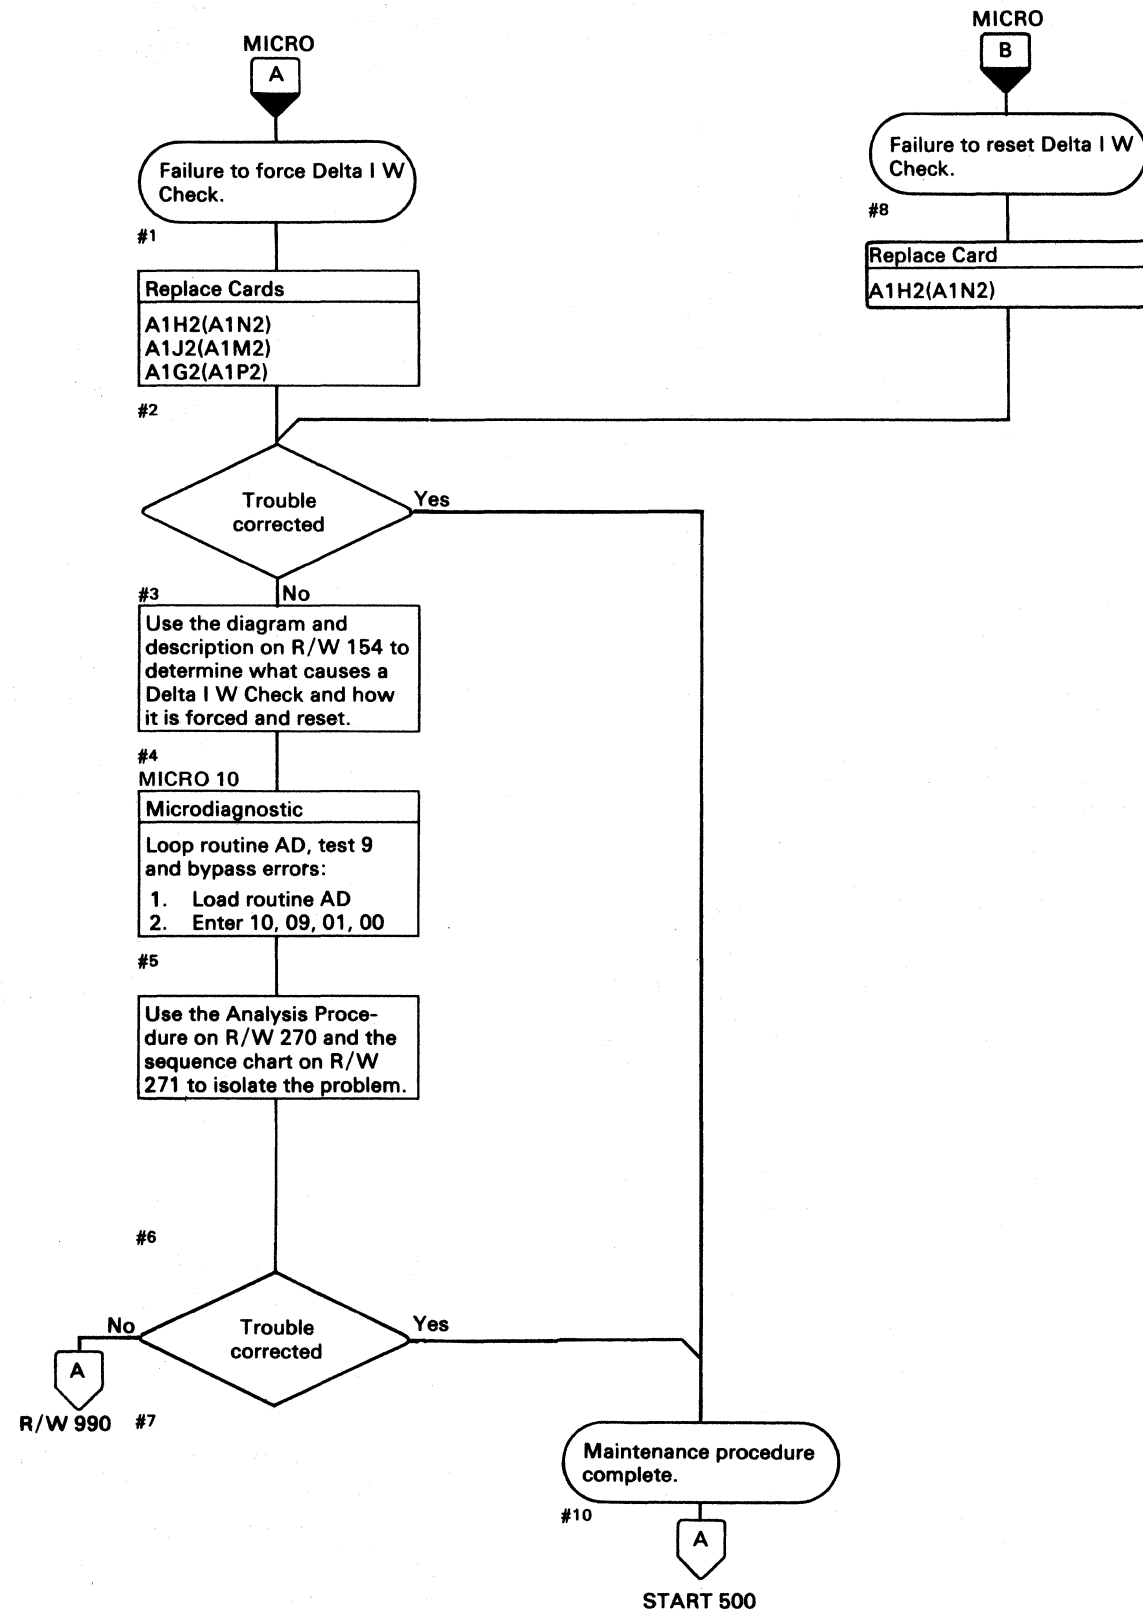 MICRO
A
Failure to force Delta I W
Check.
#1
Replace Cards
A1H2(A1N2)
A1J2(A1M2)
A1G2(A1P2)
#2
MICRO
B
Failure to reset Delta I W
Check.
#8
Replace Card
A1H2(A1N2)
Trouble
corrected
Yes
No
#3
Use the diagram and
description on R/W 154 to
determine what causes a
Delta I W Check and how
it is forced and reset.
#4
MICRO 10
Microdiagnostic
Loop routine AD, test 9
and bypass errors:
1. Load routine AD
2. Enter 10, 09, 01, 00
#5
Use the Analysis Proce-
dure on R/W 270 and the
sequence chart on R/W
271 to isolate the problem.
#6
Trouble
corrected
No
Yes
A
R/W 990
#7
Maintenance procedure
complete.
#10
A
START 500